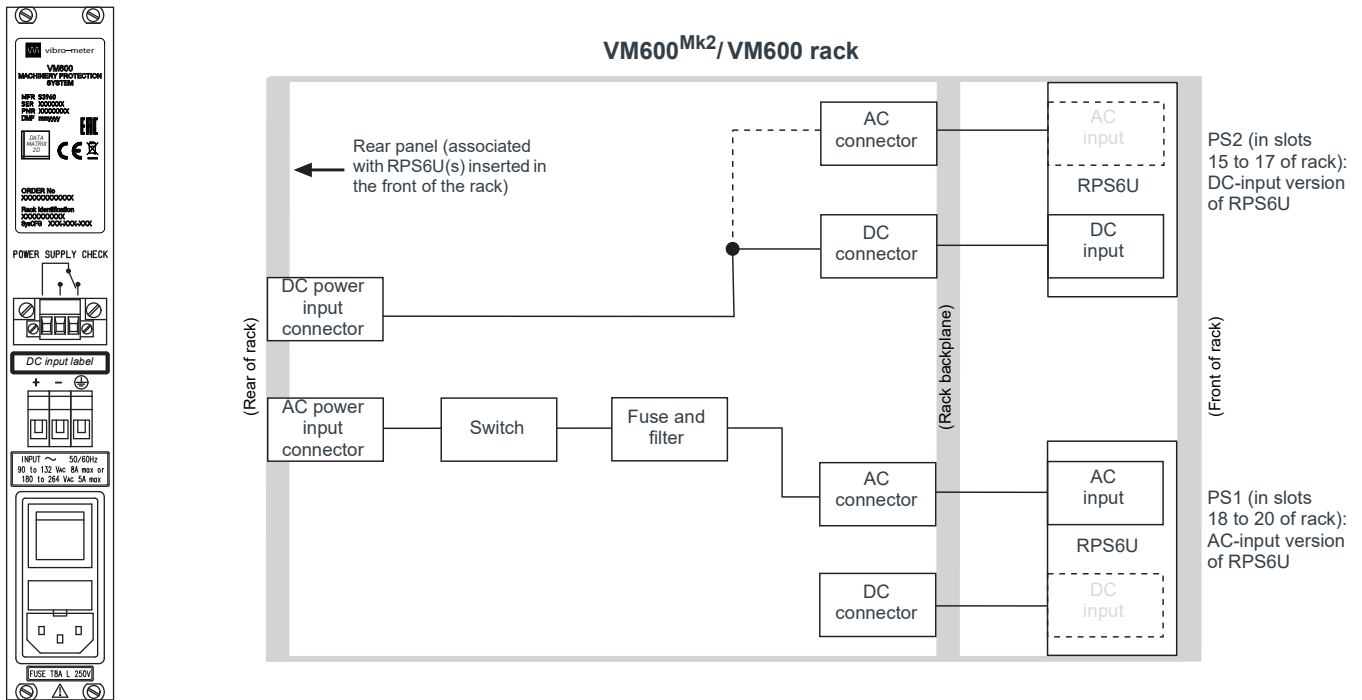 vibro-meter
VM600
MACHINERY PROTECTION
SYSTEM
MFR S3960
SER XXXXXXX
PNR XXXXXXXX
DMF mmyyyy
EAC
DATA
MATRIX
2D
CE
ORDER No
XXXXXXXXXXXX
Rack Identification
XXXXXXXXXX
SysCFG XXX-XXX-XXX
POWER SUPPLY CHECK
DC input label
+ -
INPUT ~ 50/60Hz
90 to 132 VAC 8A max or
180 to 264 VAC 5A max
FUSE T8A L 250V
VM600Mk2/ VM600 rack
Rear panel (associated
with RPS6U(s) inserted in
the front of the rack)
(Rear of rack)
DC power
input
connector
AC power
input
connector
Switch
Fuse and
filter
AC
connector
DC
connector
AC
connector
DC
connector
(Rack backplane)
AC
input
RPS6U
DC
input
AC
input
RPS6U
DC
input
(Front of rack)
PS2 (in slots
15 to 17 of rack):
DC-input version
of RPS6U
PS1 (in slots
18 to 20 of rack):
AC-input version
of RPS6U